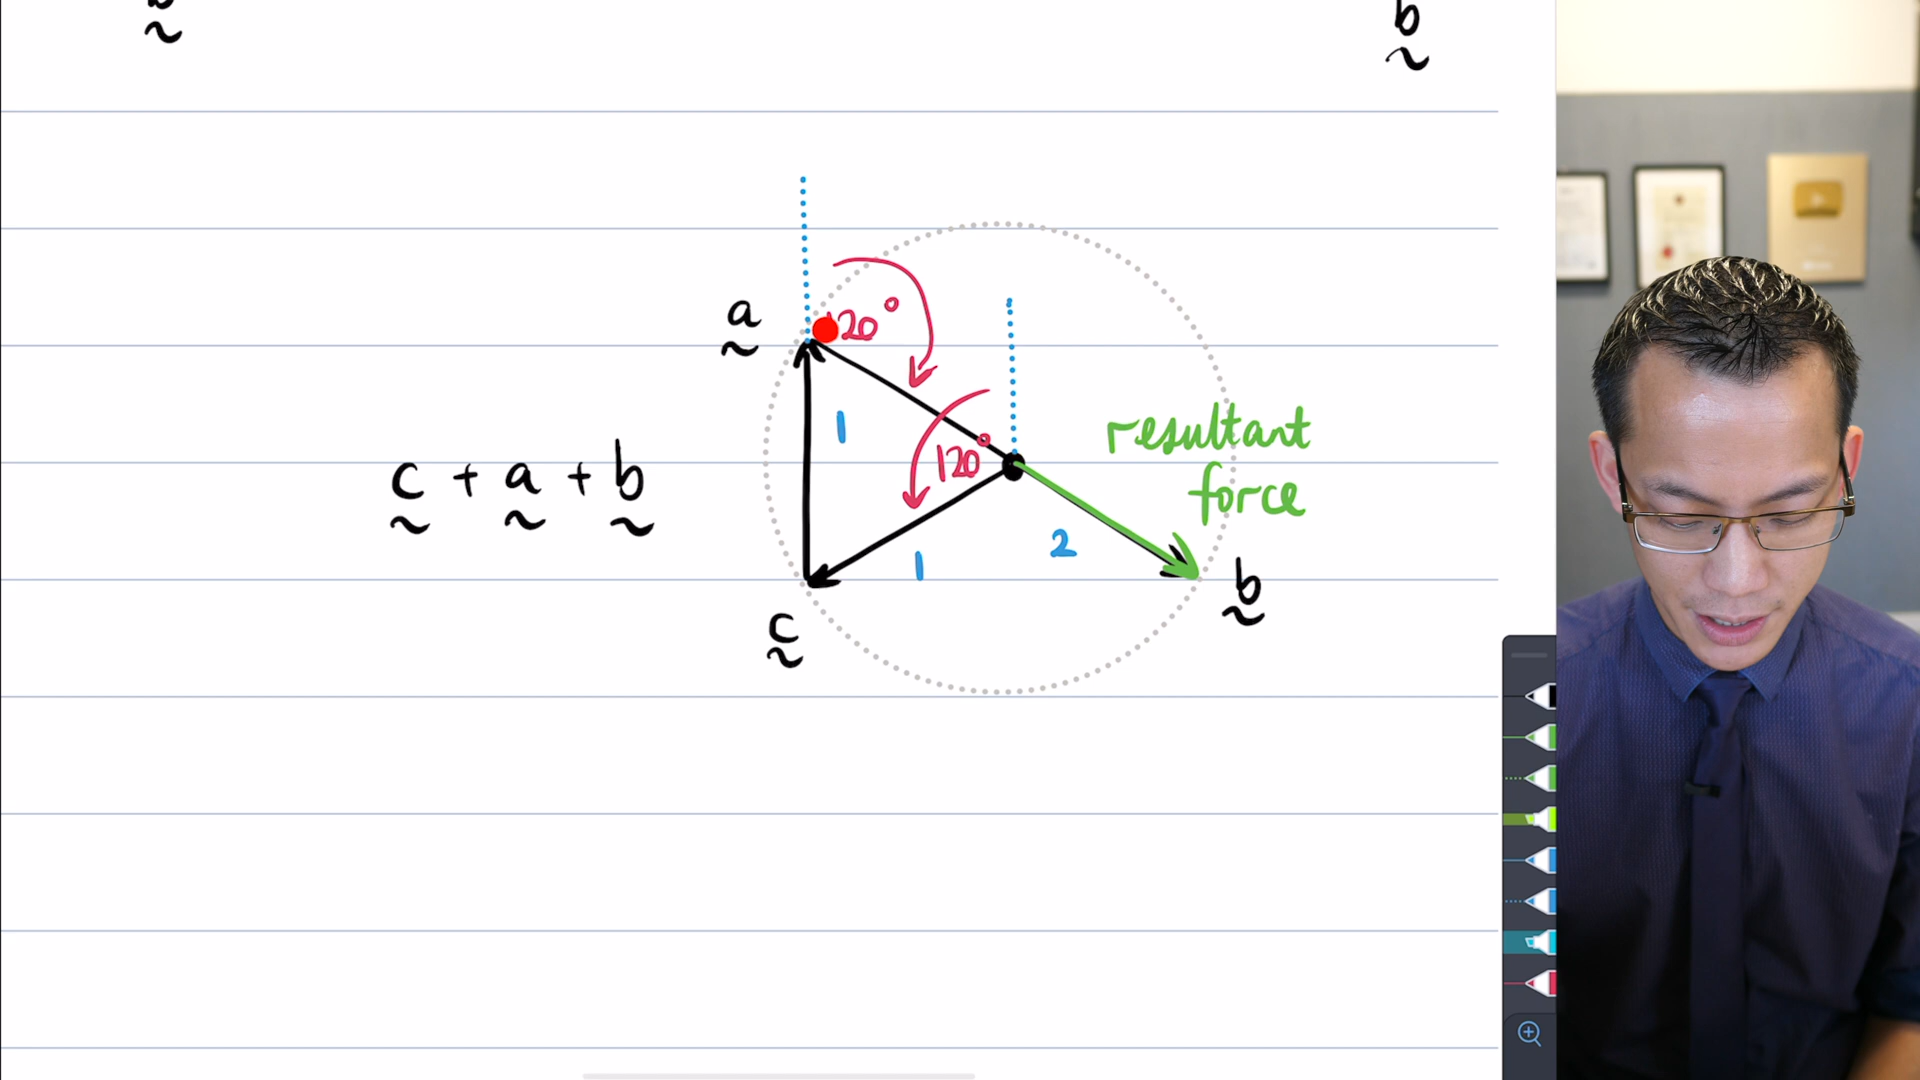 b
~
b
~
a
~
120°
1
120°
resultant
force
c + a + b
~ ~ ~
1
2
b
~
c
~